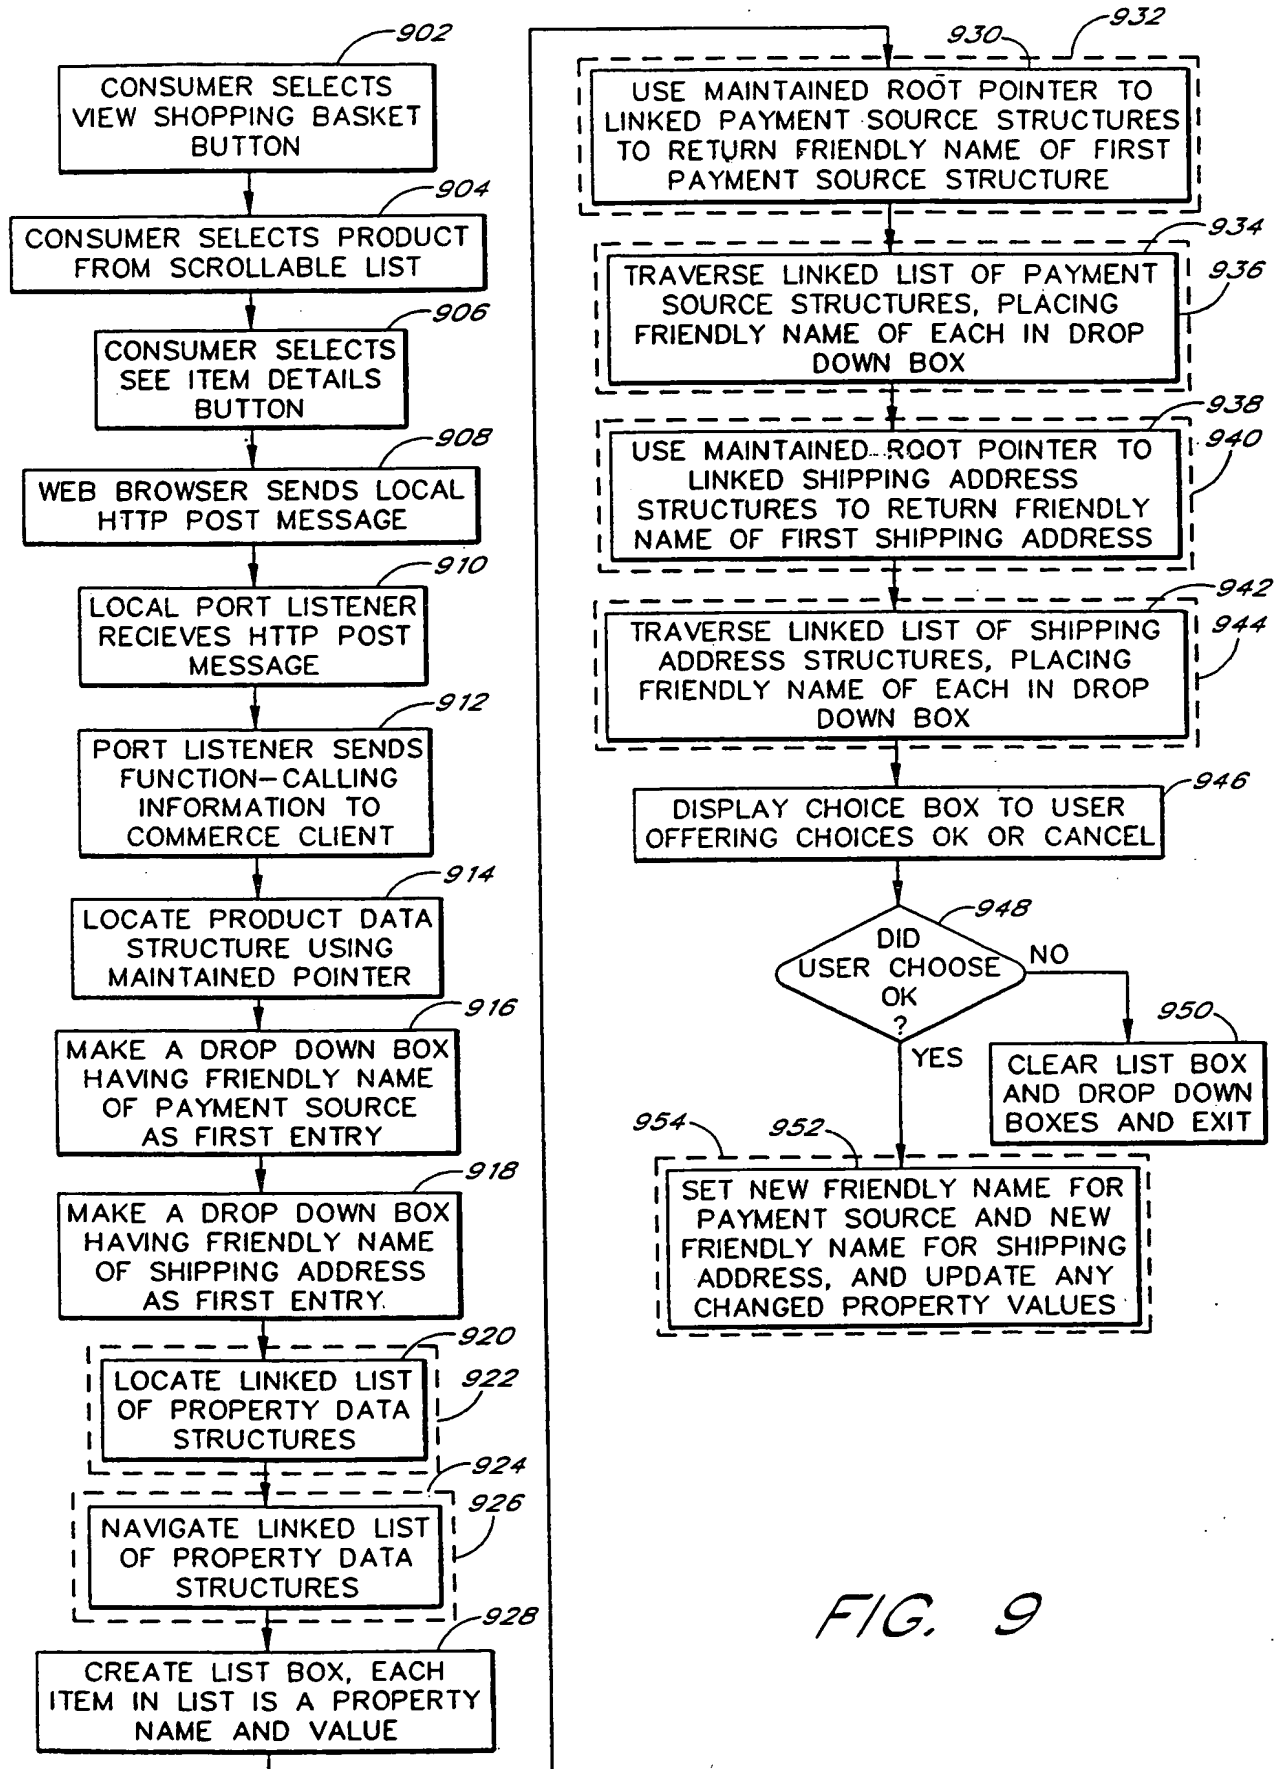 902
CONSUMER SELECTS
VIEW SHOPPING BASKET
BUTTON
904
CONSUMER SELECTS PRODUCT
FROM SCROLLABLE LIST
906
CONSUMER SELECTS
SEE ITEM DETAILS
BUTTON
908
WEB BROWSER SENDS LOCAL
HTTP POST MESSAGE
910
LOCAL PORT LISTENER
RECIEVES HTTP POST
MESSAGE
912
PORT LISTENER SENDS
FUNCTION-CALLING
INFORMATION TO
COMMERCE CLIENT
914
LOCATE PRODUCT DATA
STRUCTURE USING
MAINTAINED POINTER
916
MAKE A DROP DOWN BOX
HAVING FRIENDLY NAME
OF PAYMENT SOURCE
AS FIRST ENTRY
918
MAKE A DROP DOWN BOX
HAVING FRIENDLY NAME
OF SHIPPING ADDRESS
AS FIRST ENTRY.
920
LOCATE LINKED LIST
OF PROPERTY DATA
STRUCTURES
922
924
NAVIGATE LINKED LIST
OF PROPERTY DATA
STRUCTURES
926
928
CREATE LIST BOX, EACH
ITEM IN LIST IS A PROPERTY
NAME AND VALUE
930
932
USE MAINTAINED ROOT POINTER TO
LINKED PAYMENT SOURCE STRUCTURES
TO RETURN FRIENDLY NAME OF FIRST
PAYMENT SOURCE STRUCTURE
934
936
TRAVERSE LINKED LIST OF PAYMENT
SOURCE STRUCTURES, PLACING
FRIENDLY NAME OF EACH IN DROP
DOWN BOX
938
940
USE MAINTAINED ROOT POINTER TO
LINKED SHIPPING ADDRESS
STRUCTURES TO RETURN FRIENDLY
NAME OF FIRST SHIPPING ADDRESS
942
944
TRAVERSE LINKED LIST OF SHIPPING
ADDRESS STRUCTURES, PLACING
FRIENDLY NAME OF EACH IN DROP
DOWN BOX
946
DISPLAY CHOICE BOX TO USER
OFFERING CHOICES OK OR CANCEL
948
DID
USER CHOOSE
OK
?
NO
YES
950
CLEAR LIST BOX
AND DROP DOWN
BOXES AND EXIT
954
952
SET NEW FRIENDLY NAME FOR
PAYMENT SOURCE AND NEW
FRIENDLY NAME FOR SHIPPING
ADDRESS, AND UPDATE ANY
CHANGED PROPERTY VALUES
FIG. 9